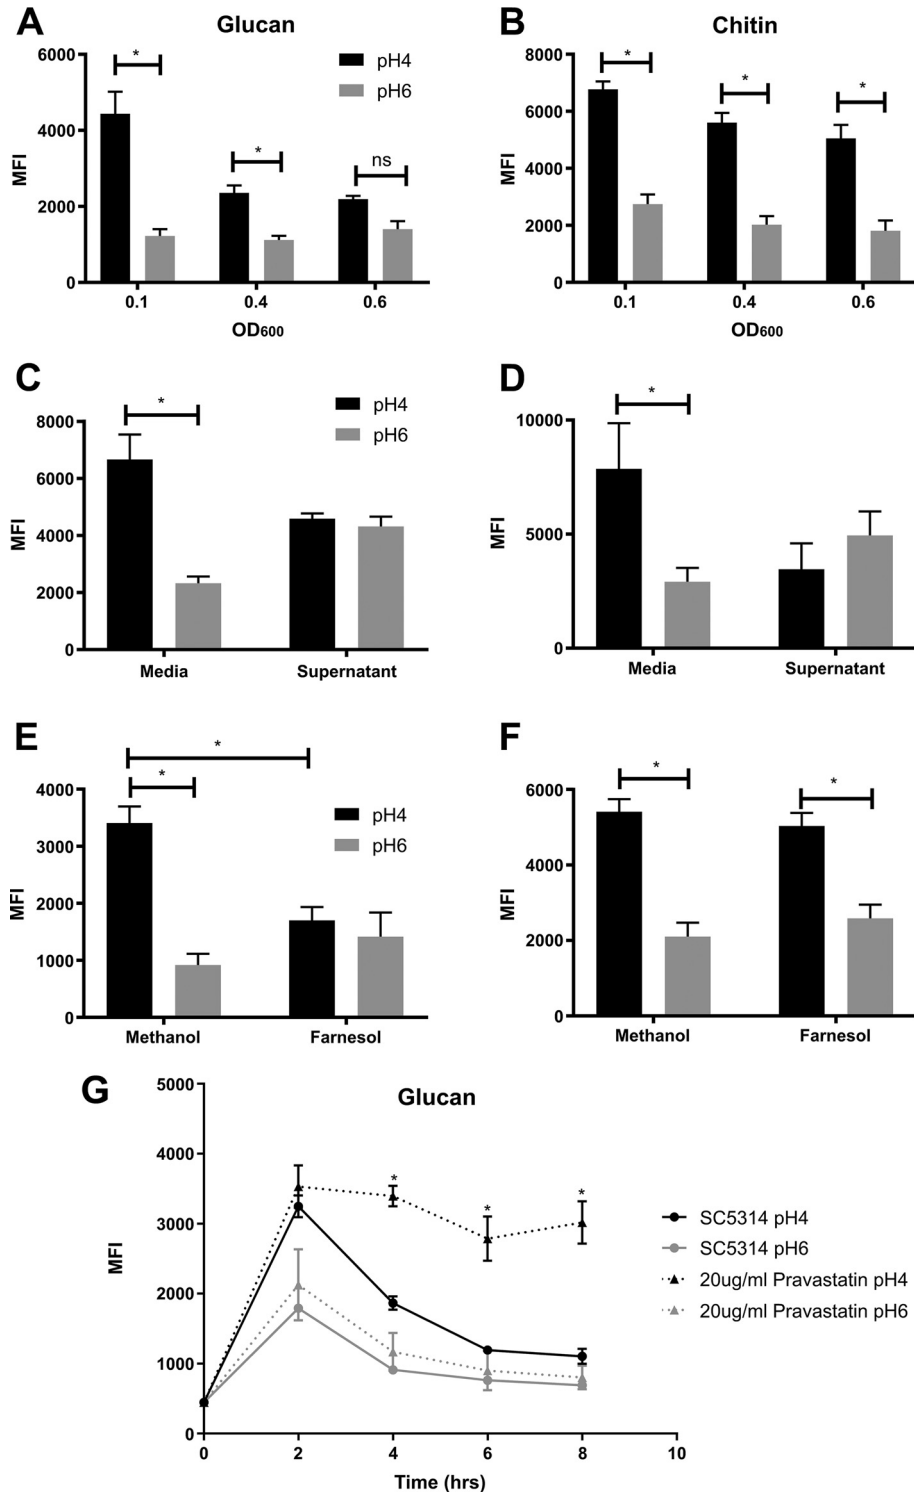 A
Glucan
6000
4000
2000
0
MFI
*
*
ns
pH4
pH6
0.1
0.4
0.6
OD600
B
Chitin
8000
6000
4000
2000
0
MFI
*
*
*
0.1
0.4
0.6
OD600
C
8000
6000
4000
2000
0
MFI
*
pH4
pH6
Media
Supernatant
D
10000
5000
0
MFI
*
Media
Supernatant
E
4000
3000
2000
1000
0
MFI
*
*
pH4
pH6
Methanol
Farnesol
F
6000
4000
2000
0
MFI
*
*
Methanol
Farnesol
G
Glucan
5000
4000
3000
2000
1000
0
MFI
*
*
*
0
2
4
6
8
10
Time (hrs)
SC5314 pH4
SC5314 pH6
20ug/ml Pravastatin pH4
20ug/ml Pravastatin pH6